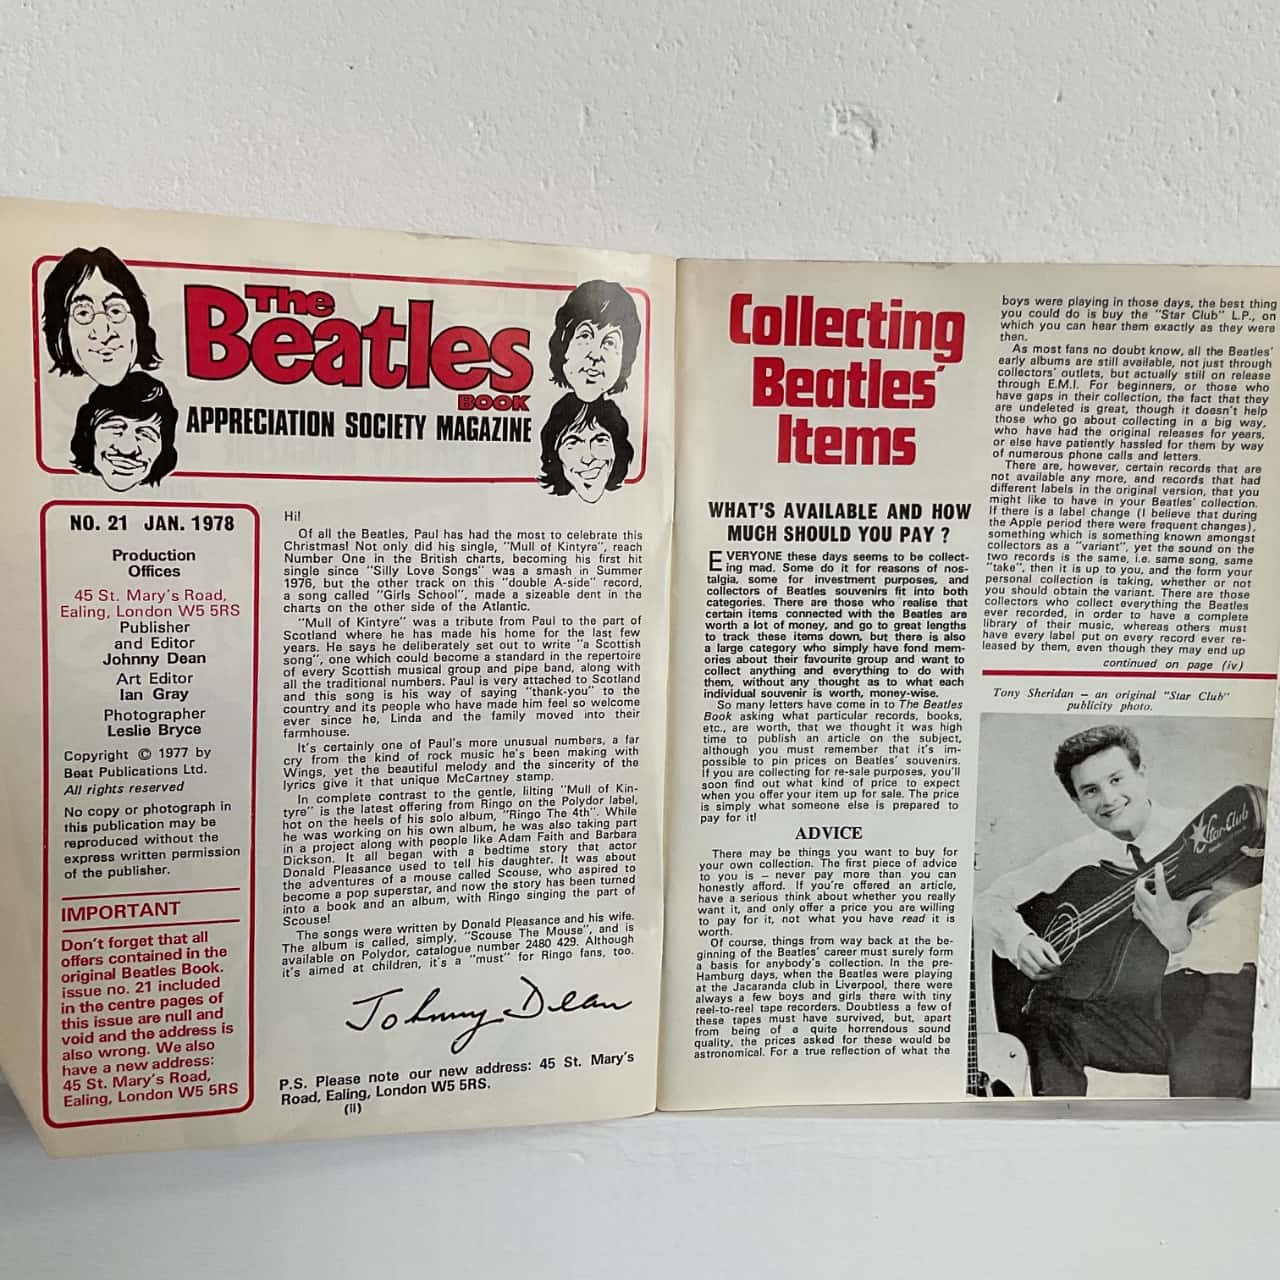 The
Beatles
BOOK
APPRECIATION SOCIETY MAGAZINE
NO. 21 JAN. 1978
Production
Offices
45 St. Mary's Road,
Ealing, London W5 5RS
Publisher
and Editor
Johnny Dean
Art Editor
Ian Gray
Photographer
Leslie Bryce
Copyright © 1977 by
Beat Publications Ltd.
All rights reserved
No copy or photograph in
this publication may be
reproduced without the
express written permission
of the publisher.
IMPORTANT
Don't forget that all
offers contained in the
original Beatles Book.
issue no. 21 included
in the centre pages of
this issue are null and
void and the address is
also wrong. We also
have a new address:
45 St. Mary's Road,
Ealing, London W5 5RS
Hi!
Of all the Beatles, Paul has had the most to celebrate this
Christmas! Not only did his single, "Mull of Kintyre", reach
Number One in the British charts, becoming his first hit
single since "Silly Love Songs" was a smash in Summer
1976, but the other track on this "double A-side" record,
a song called "Girls School", made a sizeable dent in the
charts on the other side of the Atlantic.
"Mull of Kintyre" was a tribute from Paul to the part of
Scotland where he has made his home for the last few
years. He says he deliberately set out to write "a Scottish
song", one which could become a standard in the repertoire
of every Scottish musical group and pipe band, along with
all the traditional numbers. Paul is very attached to Scotland
and this song is his way of saying "thank-you" to the
country and its people who have made him feel so welcome
ever since he, Linda and the family moved into their
farmhouse.
It's certainly one of Paul's more unusual numbers, a far
cry from the kind of rock music he's been making with
Wings, yet the beautiful melody and the sincerity of the
lyrics give it that unique McCartney stamp.
In complete contrast to the gentle, lilting "Mull of Kin-
tyre" is the latest offering from Ringo on the Polydor label,
hot on the heels of his solo album, "Ringo The 4th". While
he was working on his own album, he was also taking part
in a project along with people like Adam Faith and Barbara
Dickson. It all began with a bedtime story that actor
Donald Pleasance used to tell his daughter. It was about
the adventures of a mouse called Scouse, who aspired to
become a pop superstar, and now the story has been turned
into a book and an album, with Ringo singing the part of
Scouse!
The songs were written by Donald Pleasance and his wife.
The album is called, simply, "Scouse The Mouse", and is
available on Polydor, catalogue number 2480 429. Although
it's aimed at children, it's a "must" for Ringo fans, too.
Johnny Dean
P.S. Please note our new address: 45 St. Mary's
Road, Ealing, London W5 5RS.
(ii)
Collecting
Beatles'
Items
WHAT'S AVAILABLE AND HOW
MUCH SHOULD YOU PAY ?
EVERYONE these days seems to be collect-
ing mad. Some do it for reasons of nos-
talgia, some for investment purposes, and
collectors of Beatles souvenirs fit into both
categories. There are those who realise that
certain items connected with the Beatles are
worth a lot of money, and go to great lengths
to track these items down, but there is also
a large category who simply have fond mem-
ories about their favourite group and want to
collect anything and everything to do with
them, without any thought as to what each
individual souvenir is worth, money-wise.
So many letters have come in to The Beatles
Book asking what particular records, books,
etc., are worth, that we thought it was high
time to publish an article on the subject,
although you must remember that it's im-
possible to pin prices on Beatles' souvenirs.
If you are collecting for re-sale purposes, you'll
soon find out what kind of price to expect
when you offer your item up for sale. The price
is simply what someone else is prepared to
pay for it!
ADVICE
There may be things you want to buy for
your own collection. The first piece of advice
to you is – never pay more than you can
honestly afford. If you're offered an article,
have a serious think about whether you really
want it, and only offer a price you are willing
to pay for it, not what you have read it is
worth.
Of course, things from way back at the be-
ginning of the Beatles' career must surely form
a basis for anybody's collection. In the pre-
Hamburg days, when the Beatles were playing
at the Jacaranda club in Liverpool, there were
always a few boys and girls there with tiny
reel-to-reel tape recorders. Doubtless a few of
these tapes must have survived, but, apart
from being of a quite horrendous sound
quality, the prices asked for these would be
astronomical. For a true reflection of what the
boys were playing in those days, the best thing
you could do is buy the "Star Club" L.P., on
which you can hear them exactly as they were
then.
As most fans no doubt know, all the Beatles'
early albums are still available, not just through
collectors' outlets, but actually still on release
through E.M.I. For beginners, or those who
have gaps in their collection, the fact that they
are undeleted is great, though it doesn't help
those who go about collecting in a big way,
who have had the original releases for years,
or else have patiently hassled for them by way
of numerous phone calls and letters.
There are, however, certain records that are
not available any more, and records that had
different labels in the original version, that you
might like to have in your Beatles' collection.
If there is a label change (I believe that during
the Apple period there were frequent changes),
something which is something known amongst
collectors as a "variant", yet the sound on the
two records is the same, i.e. same song, same
"take", then it is up to you, and the form your
personal collection is taking, whether or not
you should obtain the variant. There are those
collectors who collect everything the Beatles
ever recorded, in order to have a complete
library of their music, whereas others must
have every label put on every record ever re-
leased by them, even though they may end up
continued on page (iv)
Tony Sheridan – an original "Star Club"
publicity photo.
Star-Club